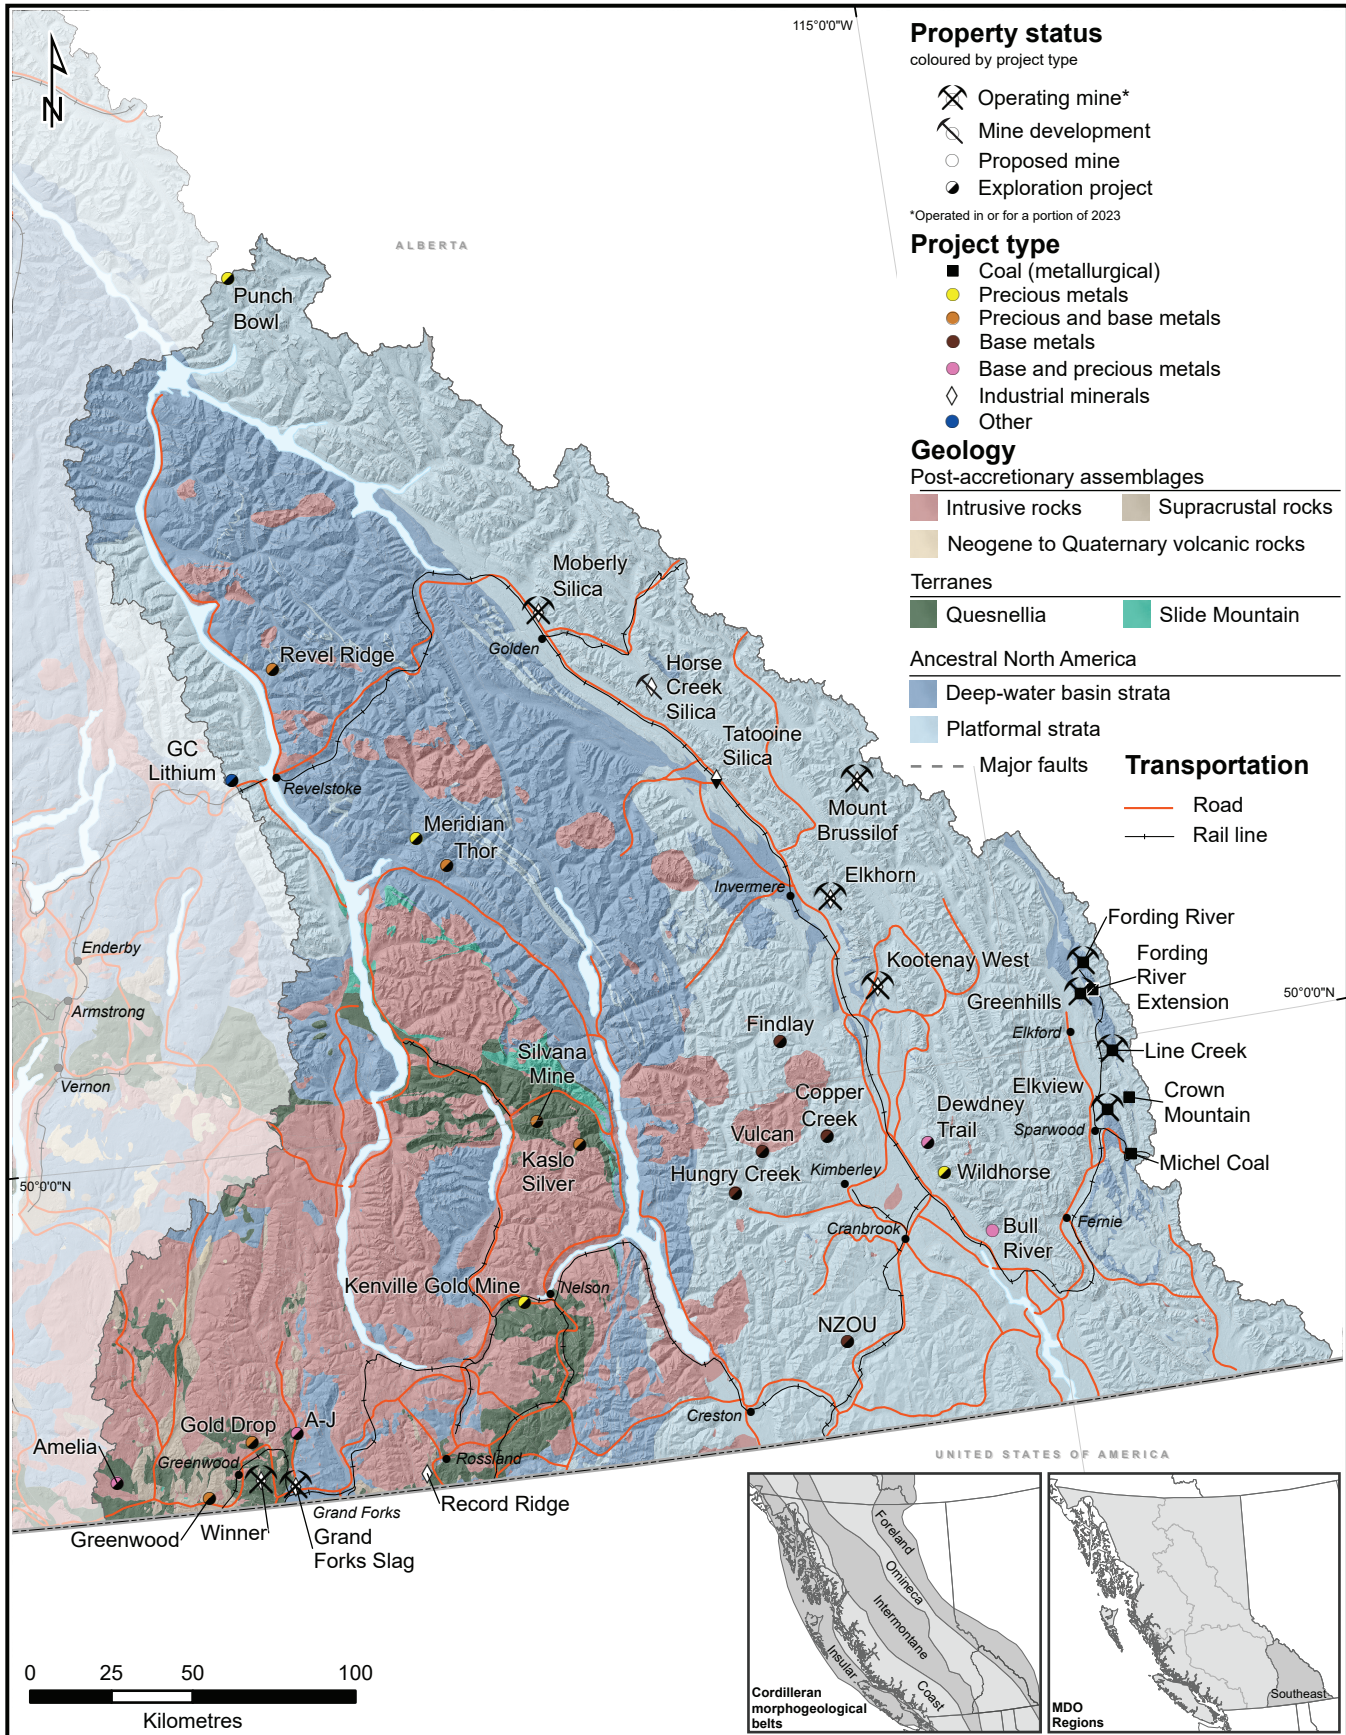 115°0'0"W
Property status
coloured by project type
Operating mine*
Mine development
Proposed mine
Exploration project
*Operated in or for a portion of 2023
Project type
Coal (metallurgical)
Precious metals
Precious and base metals
Base metals
Base and precious metals
Industrial minerals
Other
Geology
Post-accretionary assemblages
Intrusive rocks
Supracrustal rocks
Neogene to Quaternary volcanic rocks
Terranes
Quesnellia
Slide Mountain
Ancestral North America
Deep-water basin strata
Platformal strata
Major faults
Transportation
Road
Rail line
N
ALBERTA
Punch
Bowl
Moberly
Silica
Golden
Revel Ridge
Horse
Creek
Silica
Tatooine
Silica
GC
Lithium
Revelstoke
Mount
Brussilof
Meridian
Thor
Elkhorn
Invermere
Fording River
Fording
River
Extension
Enderby
Kootenay West
Greenhills
50°0'0"N
Armstrong
Findlay
Elkford
Silvana
Mine
Line Creek
Vernon
Copper
Creek
Dewdney
Trail
Elkview
Crown
Mountain
Vulcan
Sparwood
Kaslo
Silver
Hungry Creek
Kimberley
Wildhorse
Michel Coal
50°0'0"N
Cranbrook
Bull
River
Fernie
Kenville Gold Mine
Nelson
NZOU
Creston
Gold Drop
A-J
Amelia
Greenwood
Rossland
UNITED STATES OF AMERICA
Record Ridge
Greenwood
Winner
Grand Forks
Grand
Forks Slag
0 25 50 100
Kilometres
Foreland
Omineca
Intermontane
Insular
Coast
Cordilleran
morphogeological
belts
Southeast
MDO
Regions